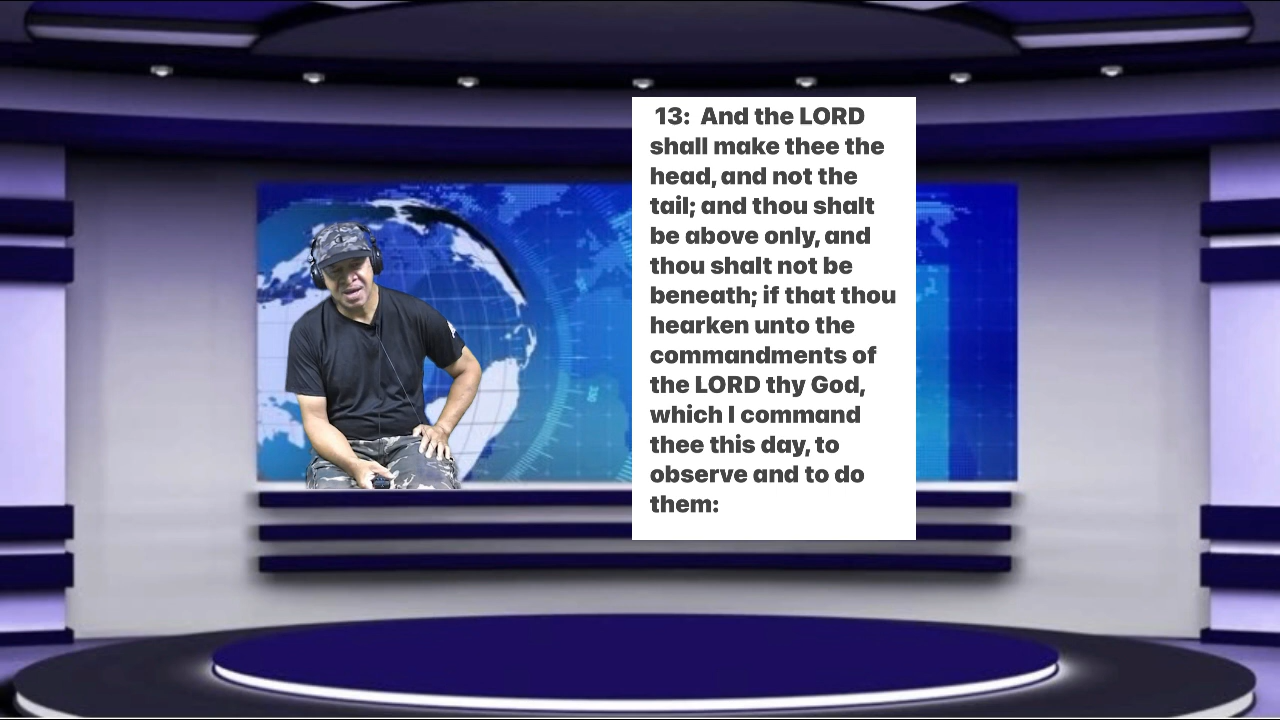 13: And the LORD
shall make thee the
head, and not the
tail; and thou shalt
be above only, and
thou shalt not be
beneath; if that thou
hearken unto the
commandments of
the LORD thy God,
which I command
thee this day, to
observe and to do
them: